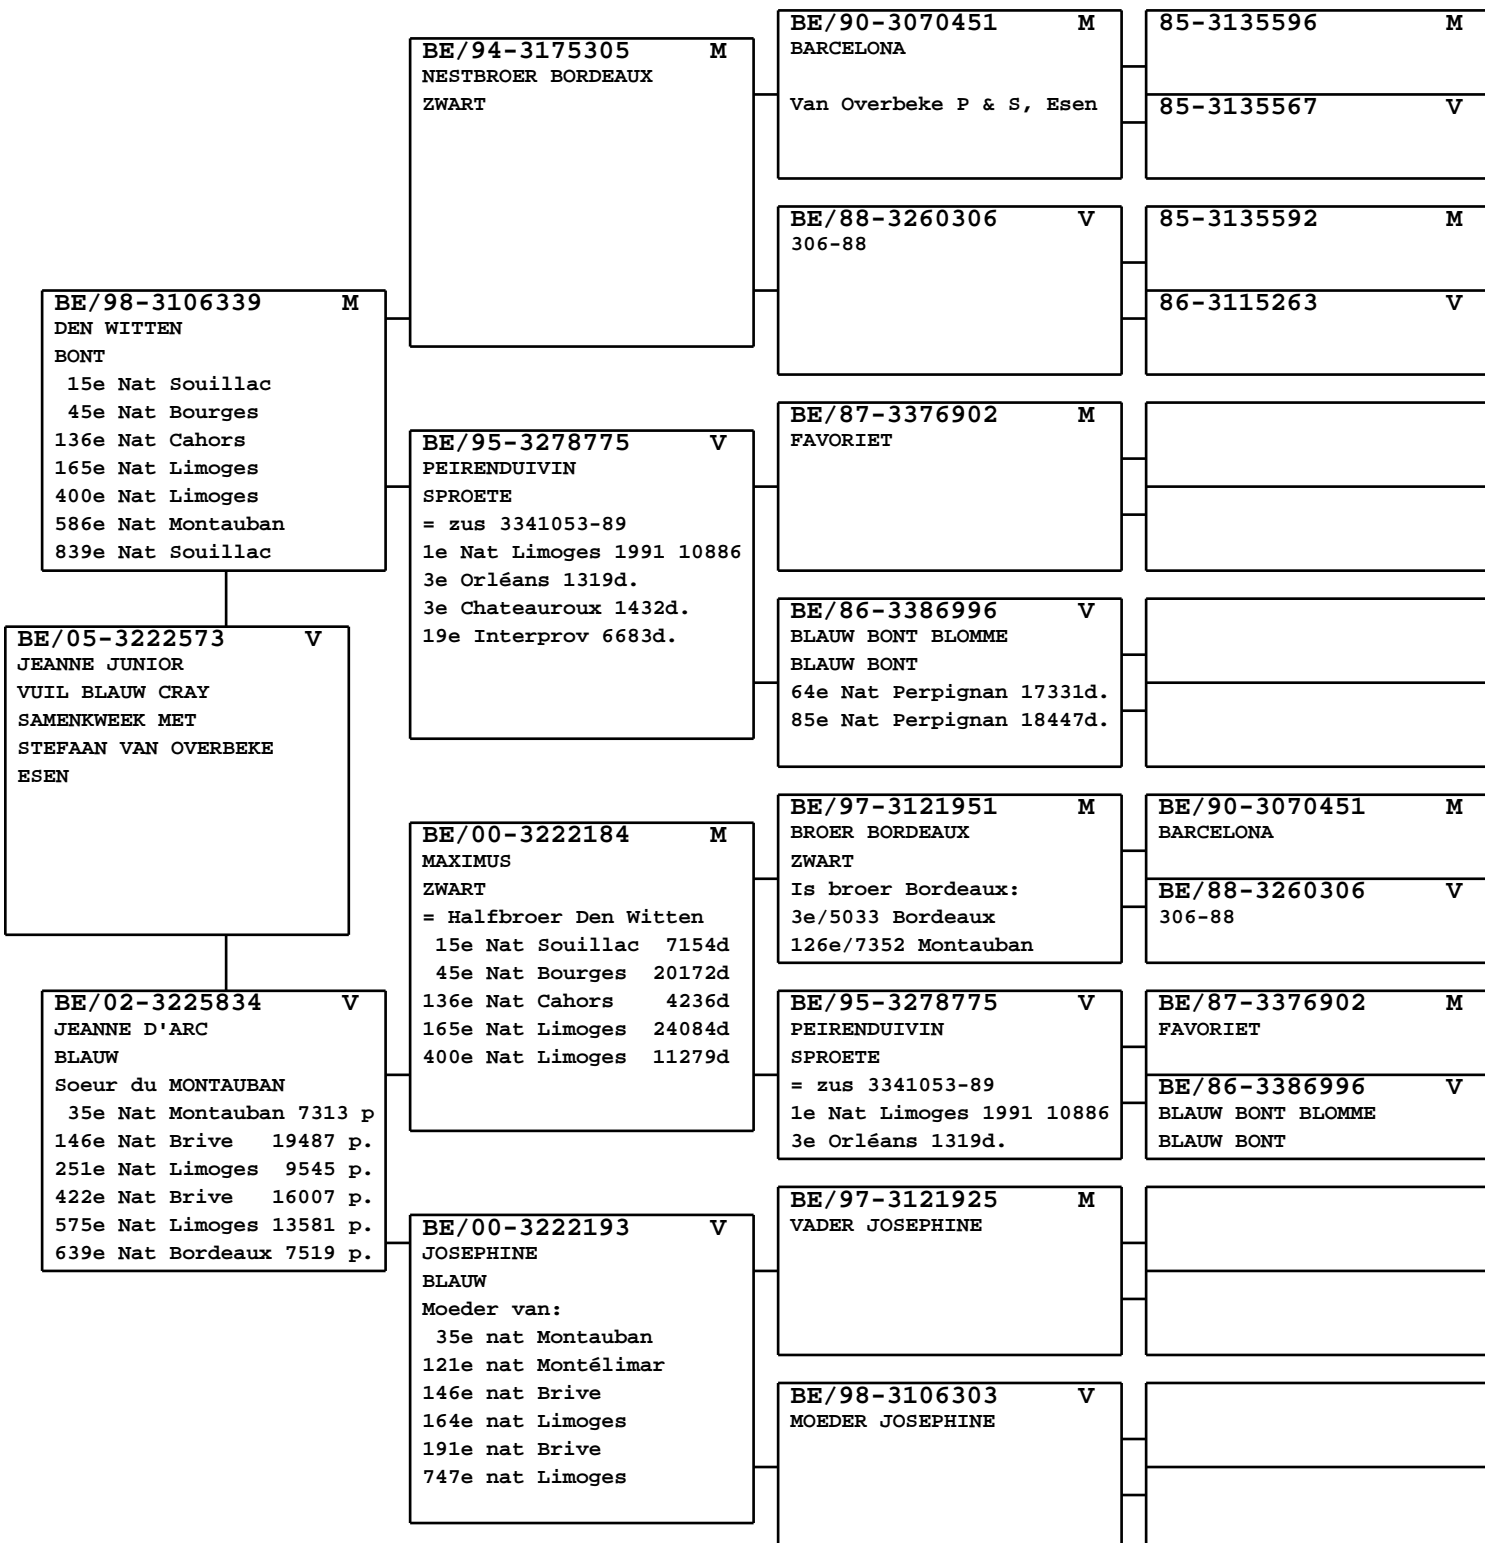 BE/05-3222573 V
JEANNE JUNIOR
VUIL BLAUW CRAY
SAMENKWEEK MET
STEFAAN VAN OVERBEKE
ESEN
BE/98-3106339 M
DEN WITTEN
BONT
15e Nat Souillac
45e Nat Bourges
136e Nat Cahors
165e Nat Limoges
400e Nat Limoges
586e Nat Montauban
839e Nat Souillac
BE/02-3225834 V
JEANNE D'ARC
BLAUW
Soeur du MONTAUBAN
35e Nat Montauban 7313 p
146e Nat Brive 19487 p.
251e Nat Limoges 9545 p.
422e Nat Brive 16007 p.
575e Nat Limoges 13581 p.
639e Nat Bordeaux 7519 p.
BE/94-3175305 M
NESTBROER BORDEAUX
ZWART
BE/95-3278775 V
PEIRENDUIVIN
SPROETE
= zus 3341053-89
1e Nat Limoges 1991 10886
3e Orléans 1319d.
3e Chateauroux 1432d.
19e Interprov 6683d.
BE/00-3222184 M
MAXIMUS
ZWART
= Halfbroer Den Witten
15e Nat Souillac 7154d
45e Nat Bourges 20172d
136e Nat Cahors 4236d
165e Nat Limoges 24084d
400e Nat Limoges 11279d
BE/00-3222193 V
JOSEPHINE
BLAUW
Moeder van:
35e nat Montauban
121e nat Montélimar
146e nat Brive
164e nat Limoges
191e nat Brive
747e nat Limoges
BE/90-3070451 M
BARCELONA
Van Overbeke P & S, Esen
BE/88-3260306 V
306-88
BE/87-3376902 M
FAVORIET
BE/86-3386996 V
BLAUW BONT BLOMME
BLAUW BONT
64e Nat Perpignan 17331d.
85e Nat Perpignan 18447d.
BE/97-3121951 M
BROER BORDEAUX
ZWART
Is broer Bordeaux:
3e/5033 Bordeaux
126e/7352 Montauban
BE/95-3278775 V
PEIRENDUIVIN
SPROETE
= zus 3341053-89
1e Nat Limoges 1991 10886
3e Orléans 1319d.
BE/97-3121925 M
VADER JOSEPHINE
BE/98-3106303 V
MOEDER JOSEPHINE
85-3135596 M
85-3135567 V
85-3135592 M
86-3115263 V
BE/90-3070451 M
BARCELONA
BE/88-3260306 V
306-88
BE/87-3376902 M
FAVORIET
BE/86-3386996 V
BLAUW BONT BLOMME
BLAUW BONT